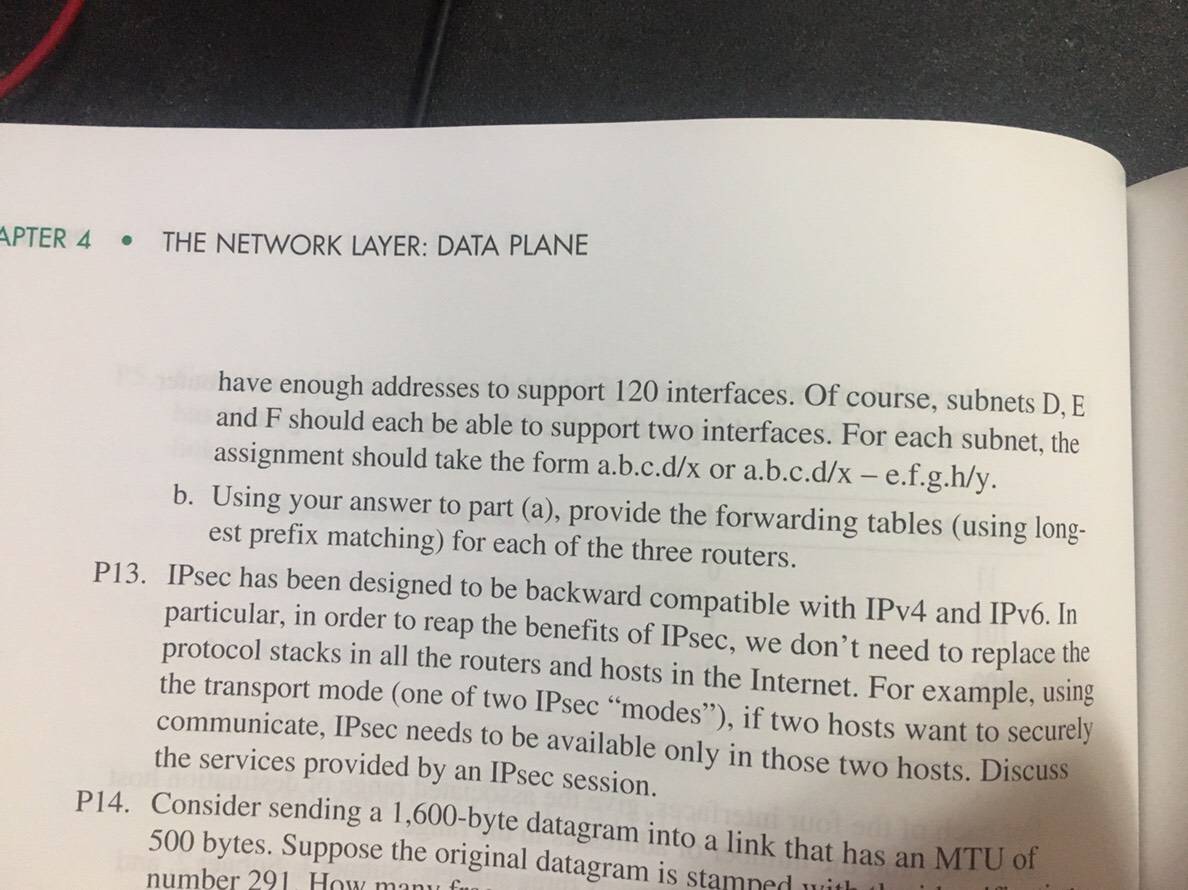 APTER 4 • THE NETWORK LAYER: DATA PLANE
have enough addresses to support 120 interfaces. Of course, subnets D, E
and F should each be able to support two interfaces. For each subnet, the
assignment should take the form a.b.c.d/x or a.b.c.d/x – e.f.g.h/y.
b. Using your answer to part (a), provide the forwarding tables (using long-
est prefix matching) for each of the three routers.
P13. IPsec has been designed to be backward compatible with IPv4 and IPv6. In
particular, in order to reap the benefits of IPsec, we don’t need to replace the
protocol stacks in all the routers and hosts in the Internet. For example, using
the transport mode (one of two IPsec “modes”), if two hosts want to securely
communicate, IPsec needs to be available only in those two hosts. Discuss
the services provided by an IPsec session.
P14. Consider sending a 1,600-byte datagram into a link that has an MTU of
500 bytes. Suppose the original datagram is stamped with
number 291. How many